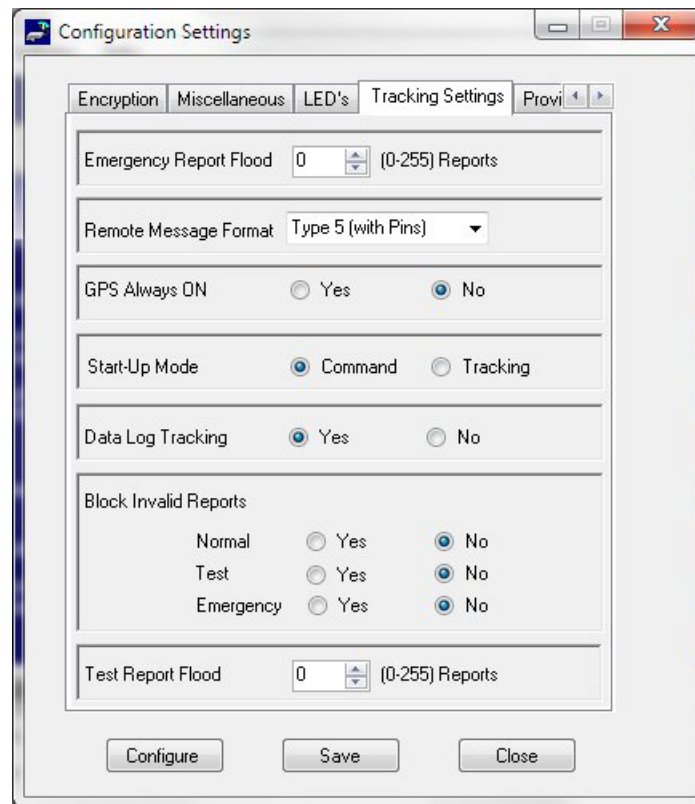 Configuration Settings
Encryption Miscellaneous LED's Tracking Settings Provi
Emergency Report Flood 0 (0-255) Reports
Remote Message Format Type 5 (with Pins)
GPS Always ON Yes No
Start-Up Mode Command Tracking
Data Log Tracking Yes No
Block Invalid Reports
Normal Yes No
Test Yes No
Emergency Yes No
Test Report Flood 0 (0-255) Reports
Configure Save Close